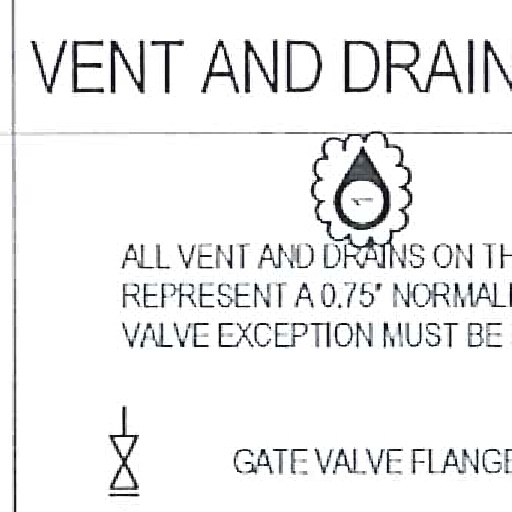 VENT AND DRAIN
ALL VENT AND DRAINS ON TH
REPRESENT A 0.75" NORMALL
VALVE EXCEPTION MUST BE
GATE VALVE FLANGE